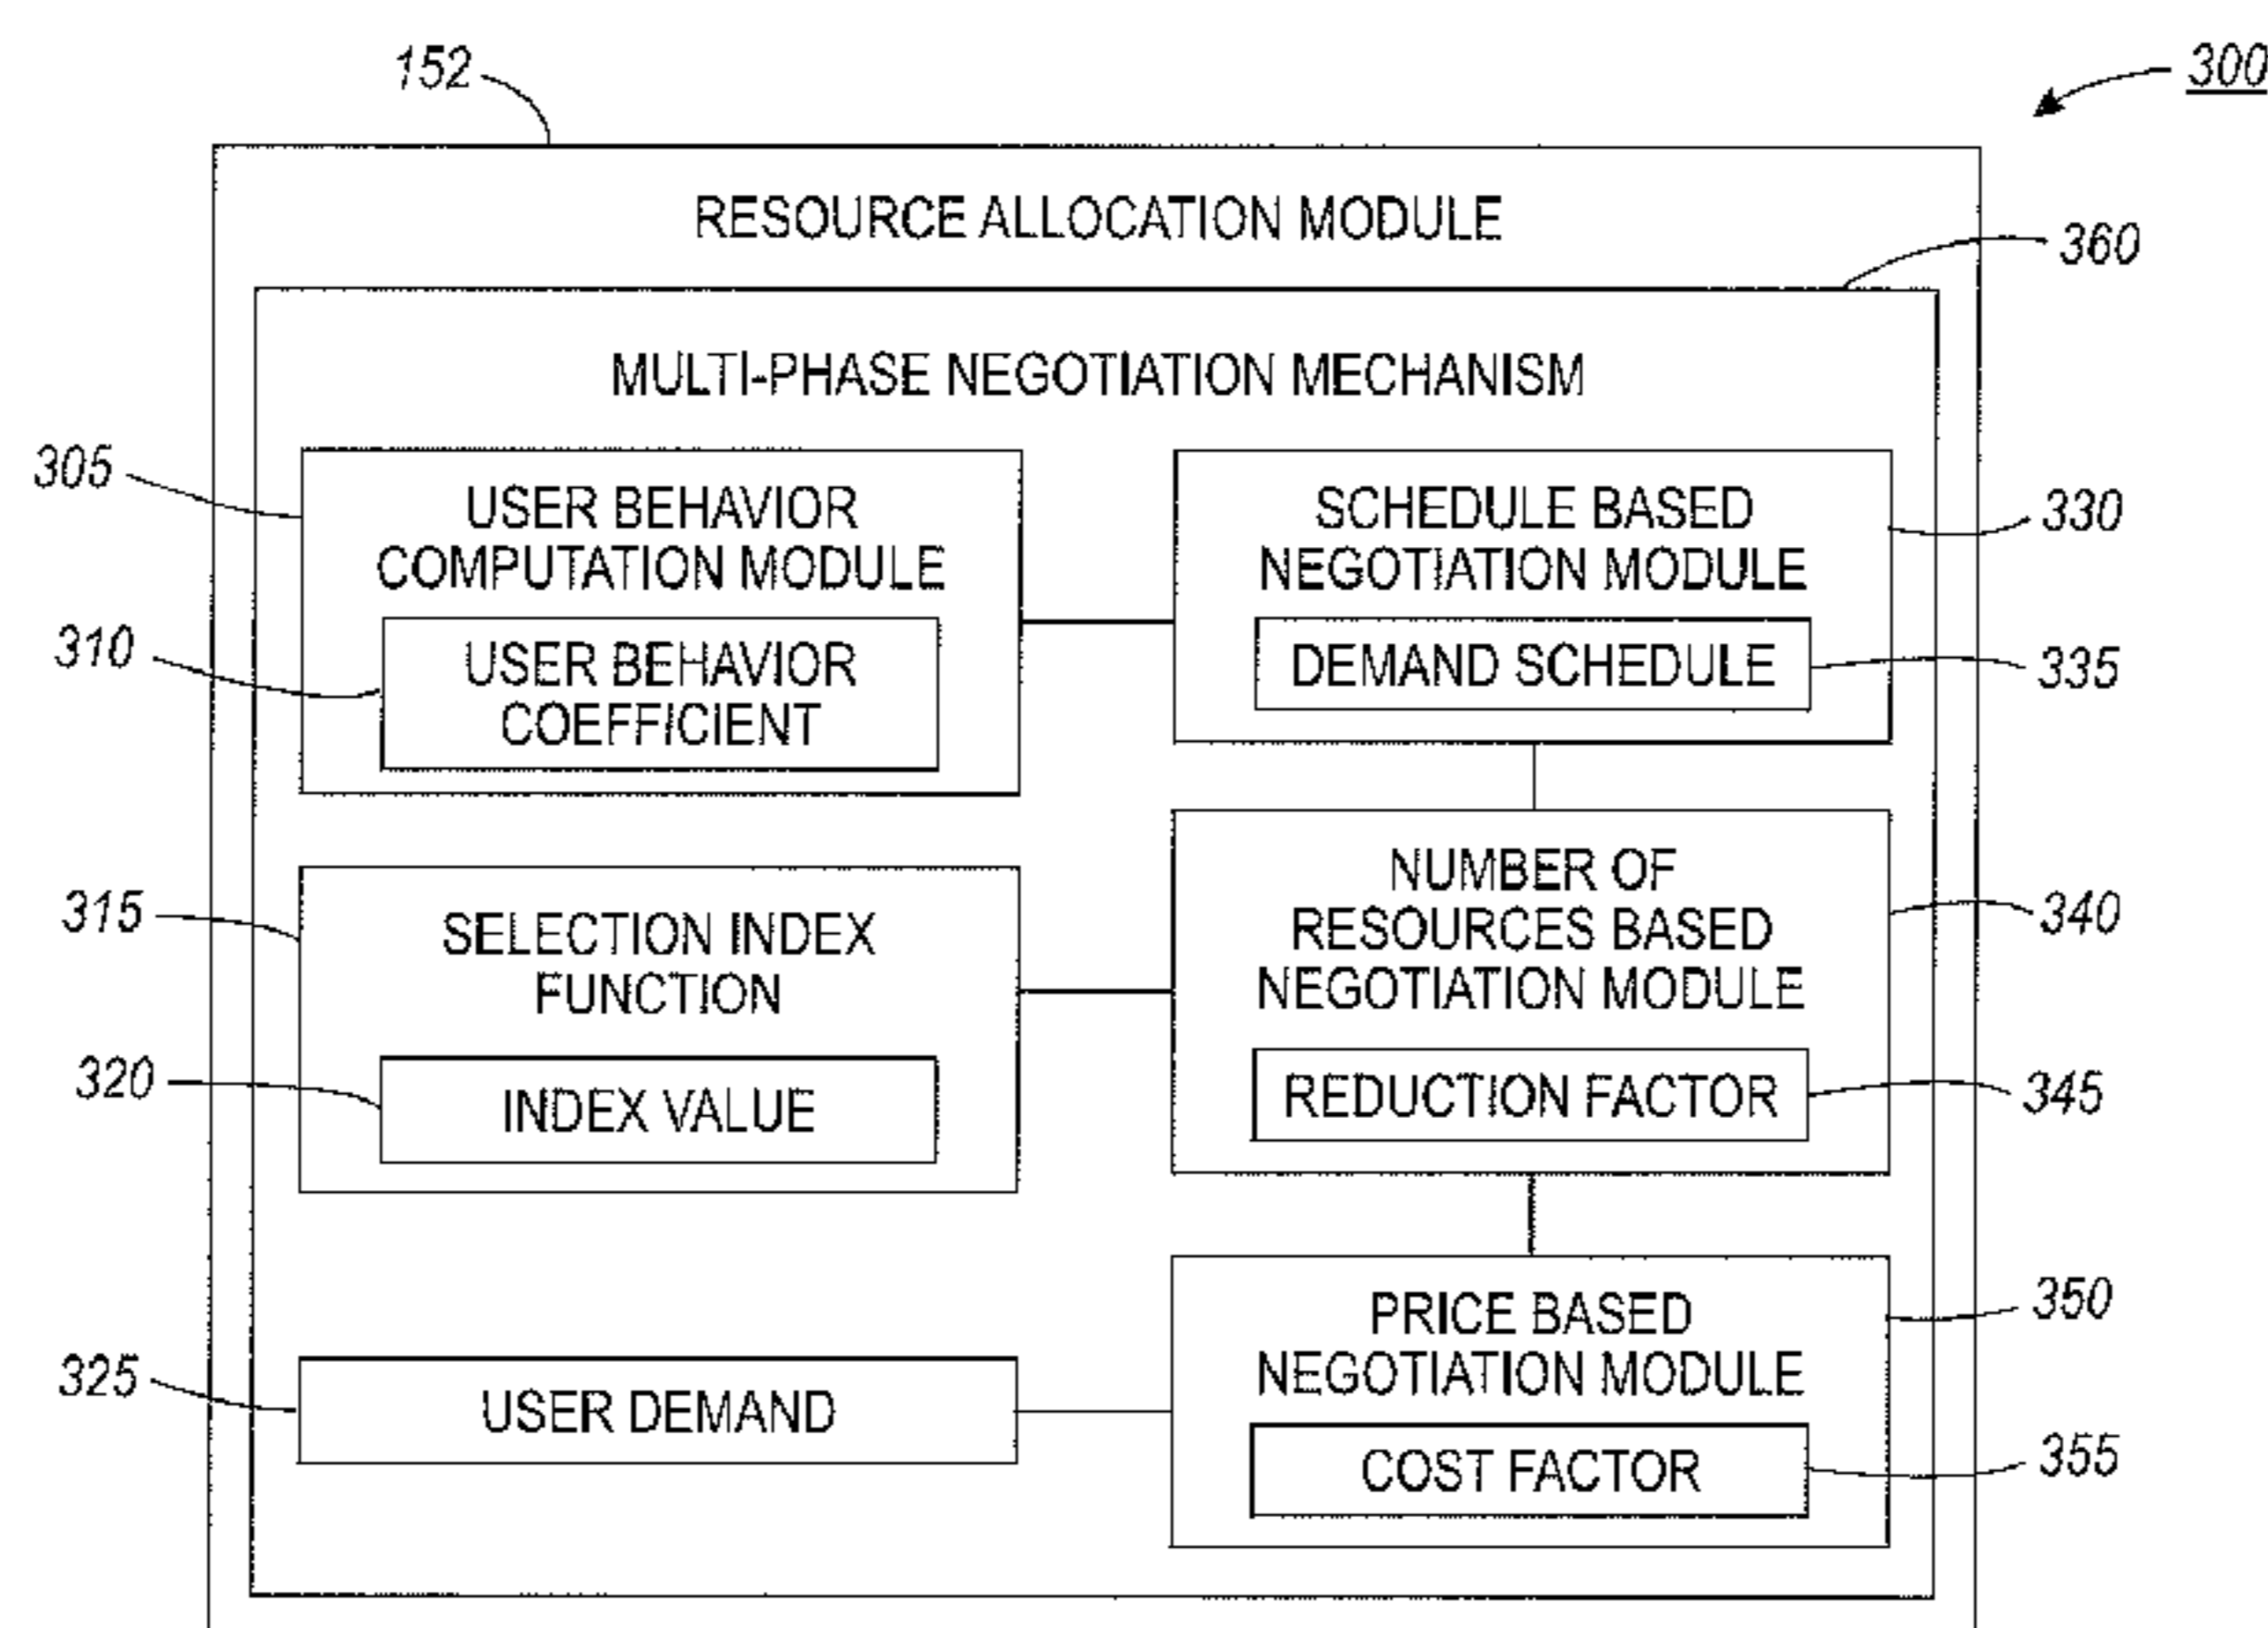 152
300
RESOURCE ALLOCATION MODULE
360
MULTI-PHASE NEGOTIATION MECHANISM
305
USER BEHAVIOR
COMPUTATION MODULE
310
USER BEHAVIOR
COEFFICIENT
SCHEDULE BASED
NEGOTIATION MODULE
330
DEMAND SCHEDULE
335
315
SELECTION INDEX
FUNCTION
320
INDEX VALUE
NUMBER OF
RESOURCES BASED
NEGOTIATION MODULE
340
REDUCTION FACTOR
345
325
USER DEMAND
PRICE BASED
NEGOTIATION MODULE
350
COST FACTOR
355